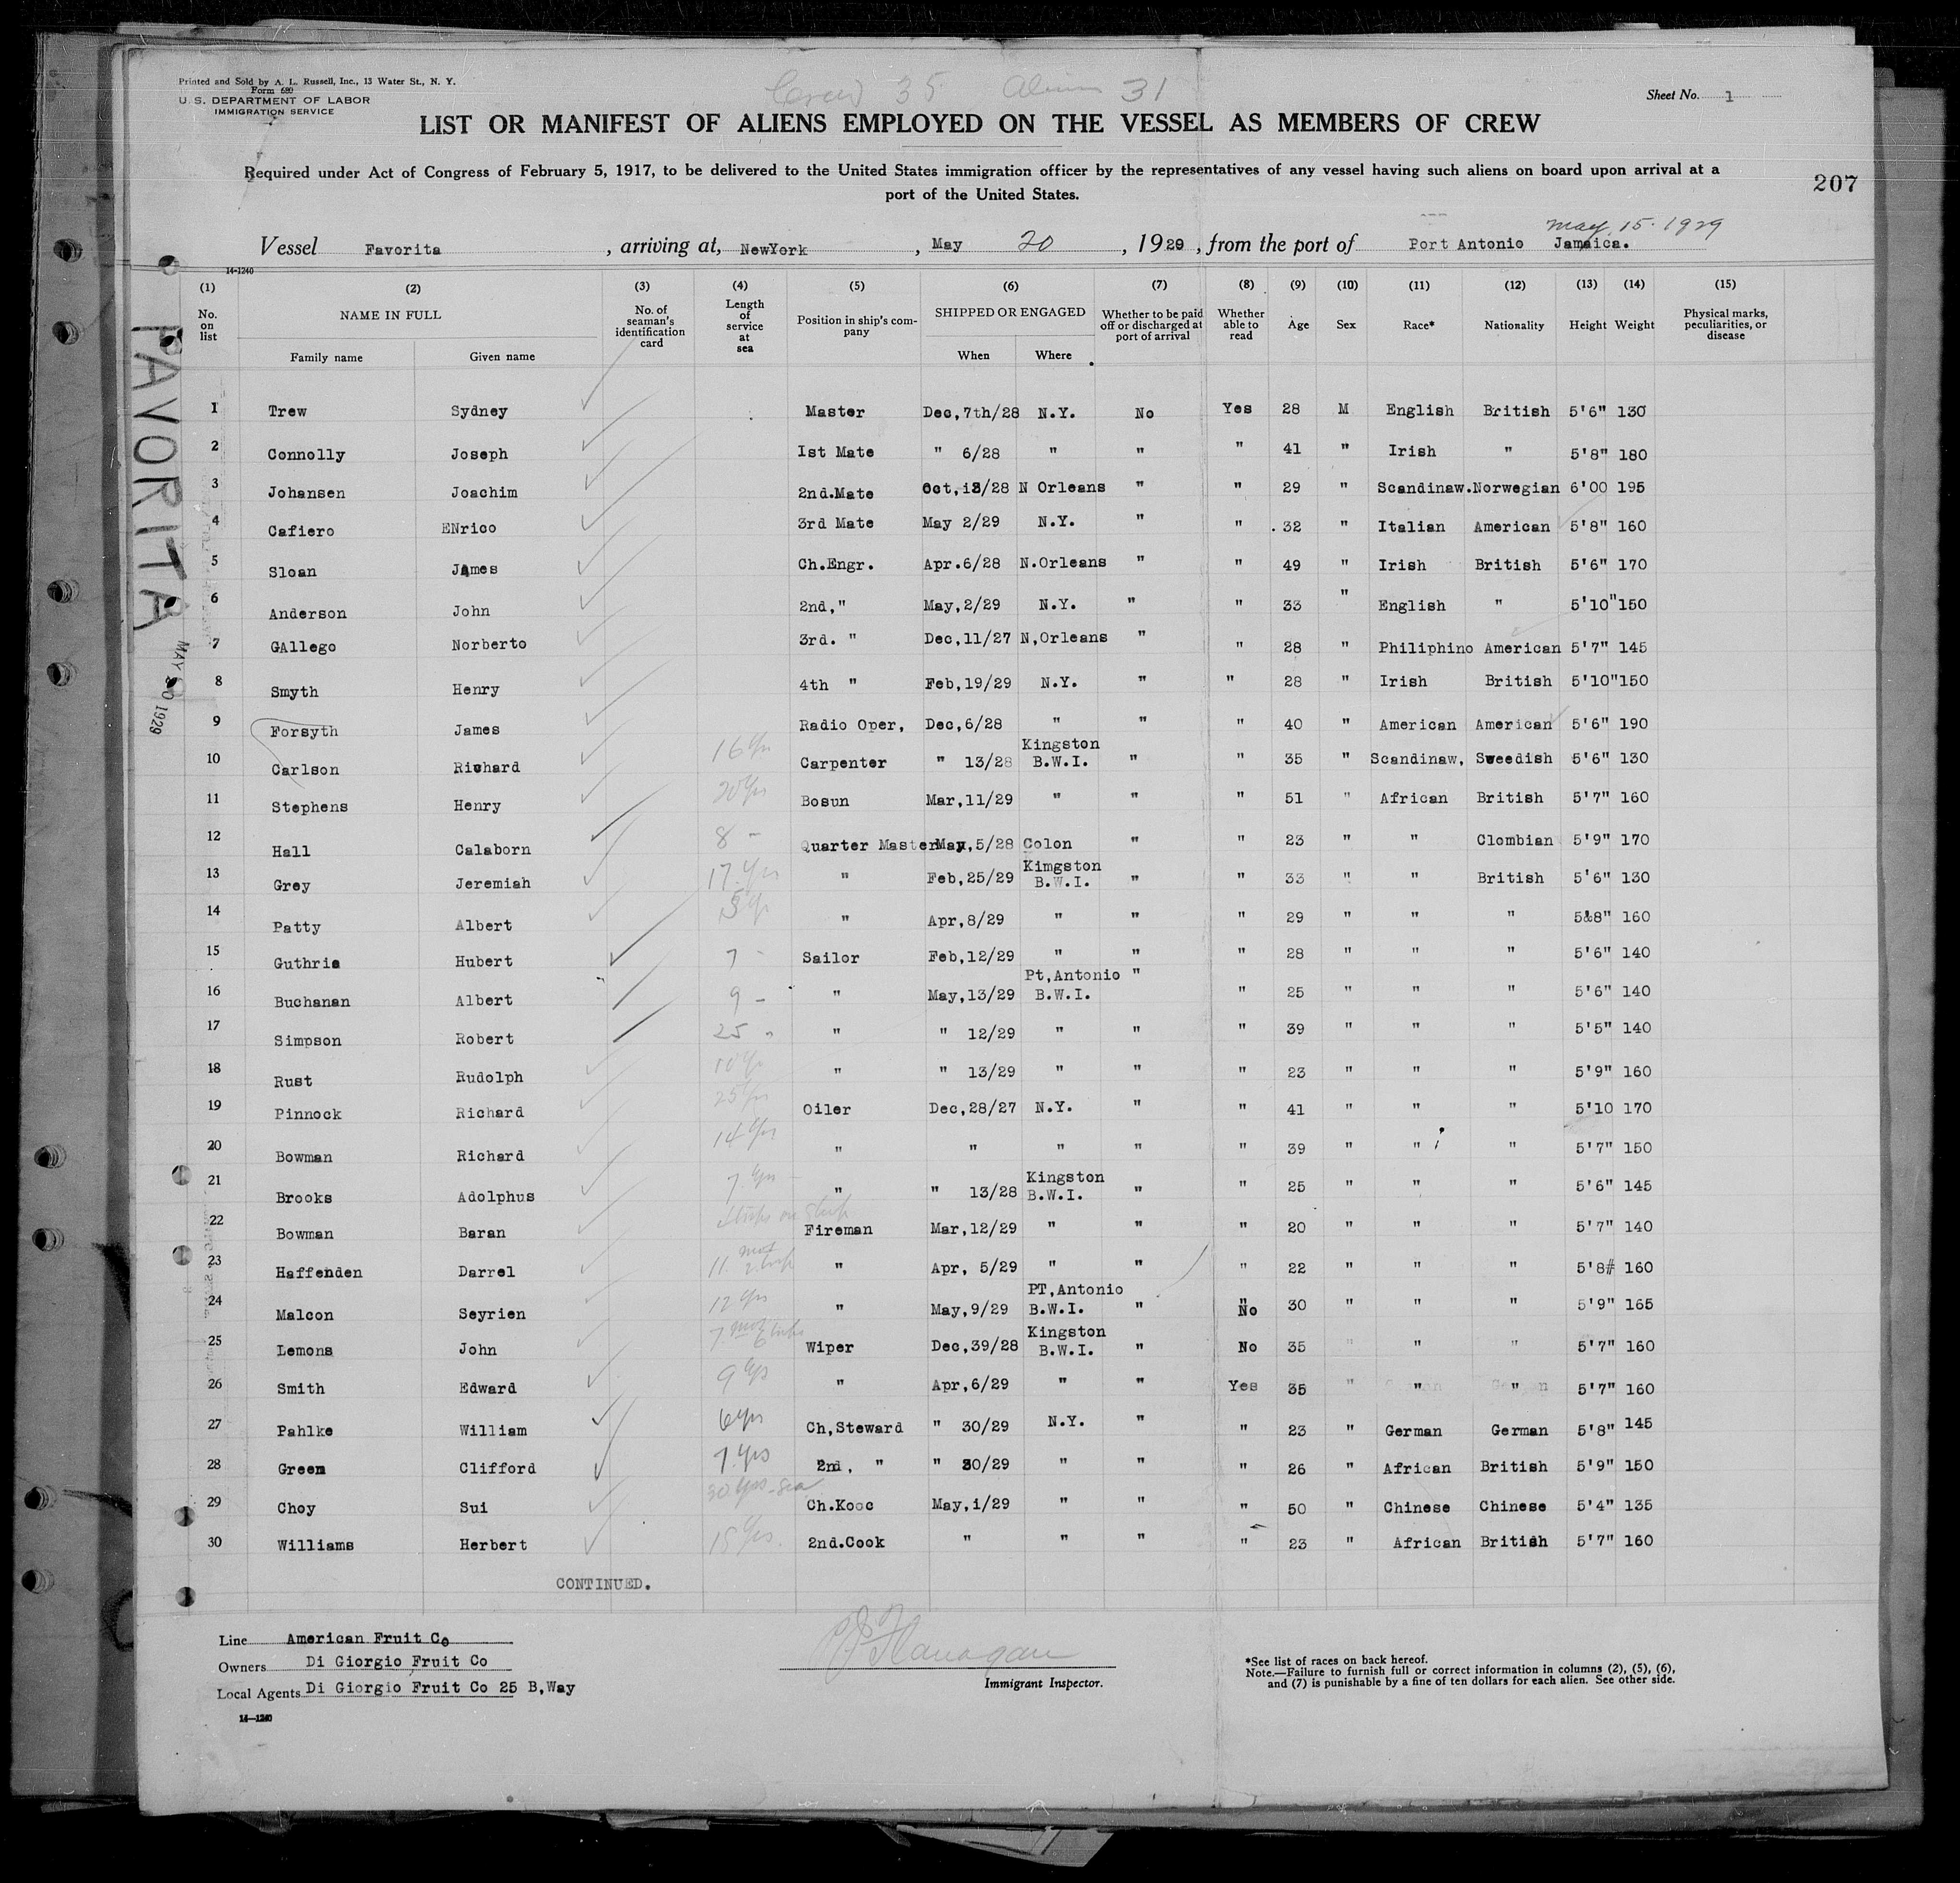 Printed and Sold by A. L. Russell, Inc., 13 Water St., N. Y.
Form 680
U. S. DEPARTMENT OF LABOR
IMMIGRATION SERVICE
Crew 35 Aliens 31
Sheet No. 1
LIST OR MANIFEST OF ALIENS EMPLOYED ON THE VESSEL AS MEMBERS OF CREW
Required under Act of Congress of February 5, 1917, to be delivered to the United States immigration officer by the representatives of any vessel having such aliens on board upon arrival at a
port of the United States.
207
May 15. 1929
Vessel Favorita , arriving at, NewYork , May 20 , 1929 , from the port of Port Antonio Jamaica.
14-1240
FAVORITA
MAY 20 1929
(1) (2) (3) (4) (5) (6) (7) (8) (9) (10) (11) (12) (13) (14) (15)
No. on list NAME IN FULL Family name Given name No. of seaman's identification card Length of service at sea Position in ship's company SHIPPED OR ENGAGED When Where Whether to be paid off or discharged at port of arrival Whether able to read Age Sex Race* Nationality Height Weight Physical marks, peculiarities, or disease
1 Trew Sydney Master Dec,7th/28 N.Y. No Yes 28 M English British 5'6" 130
2 Connolly Joseph Ist Mate " 6/28 " " " 41 " Irish " 5'8" 180
3 Johansen Joachim 2nd.Mate Oct,13/28 N Orleans " " 29 " Scandinaw. Norwegian 6'00 195
4 Cafiero ENrico 3rd Mate May 2/29 N.Y. " " 32 " Italian American 5'8" 160
5 Sloan JAmes Ch.Engr. Apr.6/28 N.Orleans " " 49 " Irish British 5'6" 170
6 Anderson John 2nd," May,2/29 N.Y. " " 33 " English " 5'10" 150
7 GAllego Norberto 3rd. " Dec,11/27 N,Orleans " " 28 " Philiphino American 5'7" 145
8 Smyth Henry 4th " Feb,19/29 N.Y. " " 28 " Irish British 5'10" 150
9 Forsyth James Radio Oper, Dec,6/28 " " " 40 " American American 5'6" 190
10 Carlson Richard 16 yrs Carpenter " 13/28 Kingston B.W.I. " " 35 " Scandinaw, Sweedish 5'6" 130
11 Stephens Henry 20 yrs Bosun Mar,11/29 " " " 51 " African British 5'7" 160
12 Hall Calaborn 8 - Quarter Master May,5/28 Colon " " 23 " " Clombian 5'9" 170
13 Grey Jeremiah 17 yrs " Feb,25/29 Kimgston B.W.I. " " 33 " " British 5'6" 130
14 Patty Albert 5 yr " Apr,8/29 " " " 29 " " " 5&8" 160
15 Guthrie Hubert 7 - Sailor Feb,12/29 " " " 28 " " " 5'6" 140
16 Buchanan Albert 9 - " May,13/29 Pt,Antonio B.W.I. " " 25 " " " 5'6" 140
17 Simpson Robert 25 " " " 12/29 " " " 39 " " " 5'5" 140
18 Rust Rudolph 10 yr " " 13/29 " " " 23 " " " 5'9" 160
19 Pinnock Richard 25 yrs Oiler Dec,28/27 N.Y. " " 41 " " " 5'10 170
20 Bowman Richard 14 yrs " " " " " 39 " " " 5'7" 150
21 Brooks Adolphus 7 yrs " " 13/28 Kingston B.W.I. " " 25 " " " 5'6" 145
22 Bowman Baran trips on ship Fireman Mar,12/29 " " " 20 " " " 5'7" 140
23 Haffenden Darrel 11 " Apr, 5/29 " " " 22 " " " 5'8# 160
24 Malcon Seyrien 12 yrs " May,9/29 PT,Antonio B.W.I. " " No 30 " " " 5'9" 165
25 Lemons John 7 Wiper Dec,39/28 Kingston B.W.I. " No 35 " " " 5'7" 160
26 Smith Edward 9 yrs " Apr,6/29 " " Yes 35 " " " 5'7" 160
27 Pahlke William 6 yrs Ch,Steward " 30/29 N.Y. " " 23 " German German 5'8" 145
28 Green Clifford 7 yrs 2nd, " " 30/29 " " " 26 " African British 5'9" 150
29 Choy Sui 30 yrs-sea Ch.Kooc May,1/29 " " " 50 " Chinese Chinese 5'4" 135
30 Williams Herbert 15 yrs. 2nd.Cook " " " " 23 " African British 5'7" 160
CONTINUED.
Line American Fruit Co
Owners Di Giorgio Fruit Co
Local Agents Di Giorgio Fruit Co 25 B,Way
14—1240
Flanagan
Immigrant Inspector.
*See list of races on back hereof.
Note.—Failure to furnish full or correct information in columns (2), (5), (6),
and (7) is punishable by a fine of ten dollars for each alien. See other side.